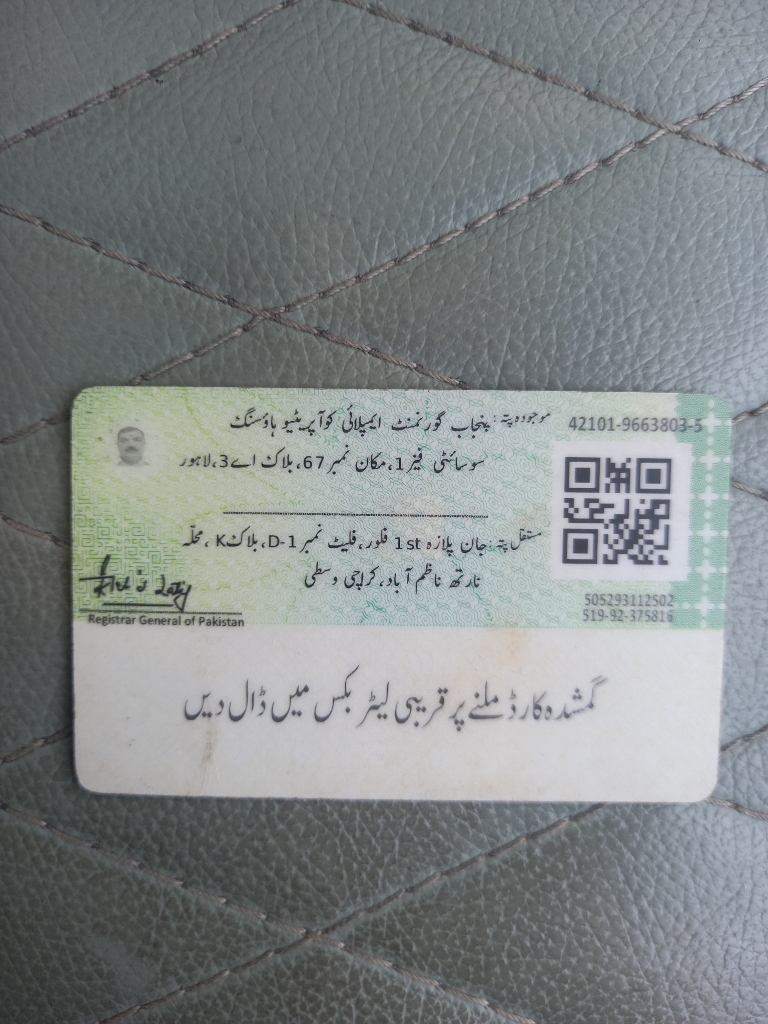 موجودہ پتہ: پنجاب گورنمنٹ ایمپلائی کوآپریٹیو ہاؤسنگ
سوسائٹی فیز 1، مکان نمبر 67، بلاک اے 3، لاہور
42101-9663803-5
مستقل پتہ: جان پلازہ 1st فلور، فلیٹ نمبر D-1، بلاک K، محلّہ
نارتھ ناظم آباد، کراچی وسطی
505293112502
519-92-375816
Registrar General of Pakistan
گمشدہ کارڈ ملنے پر قریبی لیٹر بکس میں ڈال دیں